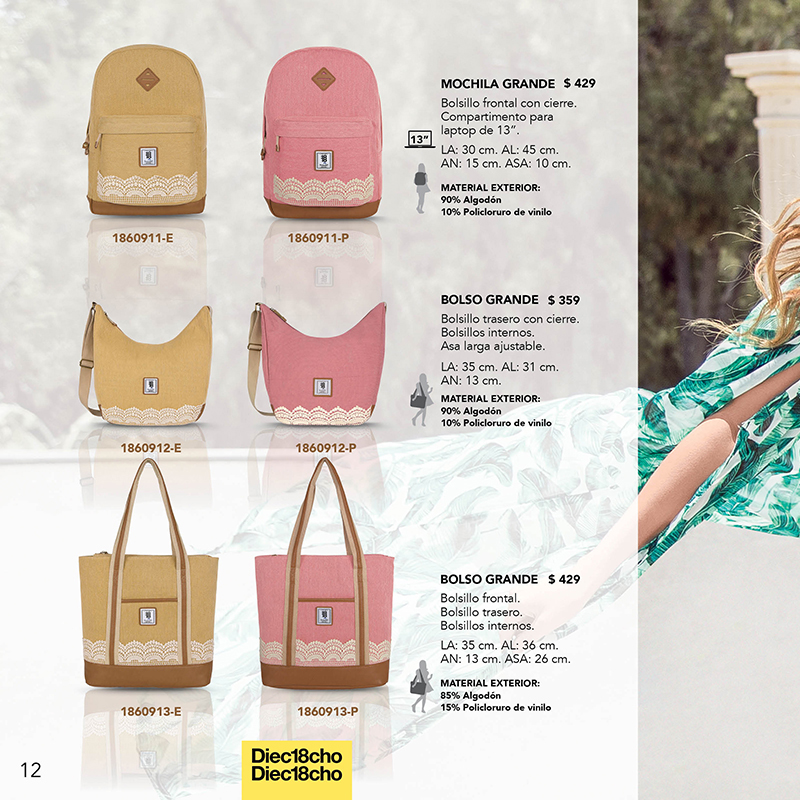 MOCHILA GRANDE $ 429
Bolsillo frontal con cierre.
Compartimento para
laptop de 13”.
13”
LA: 30 cm. AL: 45 cm.
AN: 15 cm. ASA: 10 cm.
MATERIAL EXTERIOR:
90% Algodón
10% Policloruro de vinilo
1860911-E
1860911-P
BOLSO GRANDE $ 359
Bolsillo trasero con cierre.
Bolsillos internos.
Asa larga ajustable.
LA: 35 cm. AL: 31 cm.
AN: 13 cm.
MATERIAL EXTERIOR:
90% Algodón
10% Policloruro de vinilo
1860912-E
1860912-P
BOLSO GRANDE $ 429
Bolsillo frontal.
Bolsillo trasero.
Bolsillos internos.
LA: 35 cm. AL: 36 cm.
AN: 13 cm. ASA: 26 cm.
MATERIAL EXTERIOR:
85% Algodón
15% Policloruro de vinilo
1860913-E
1860913-P
12
Diec18cho
Diec18cho